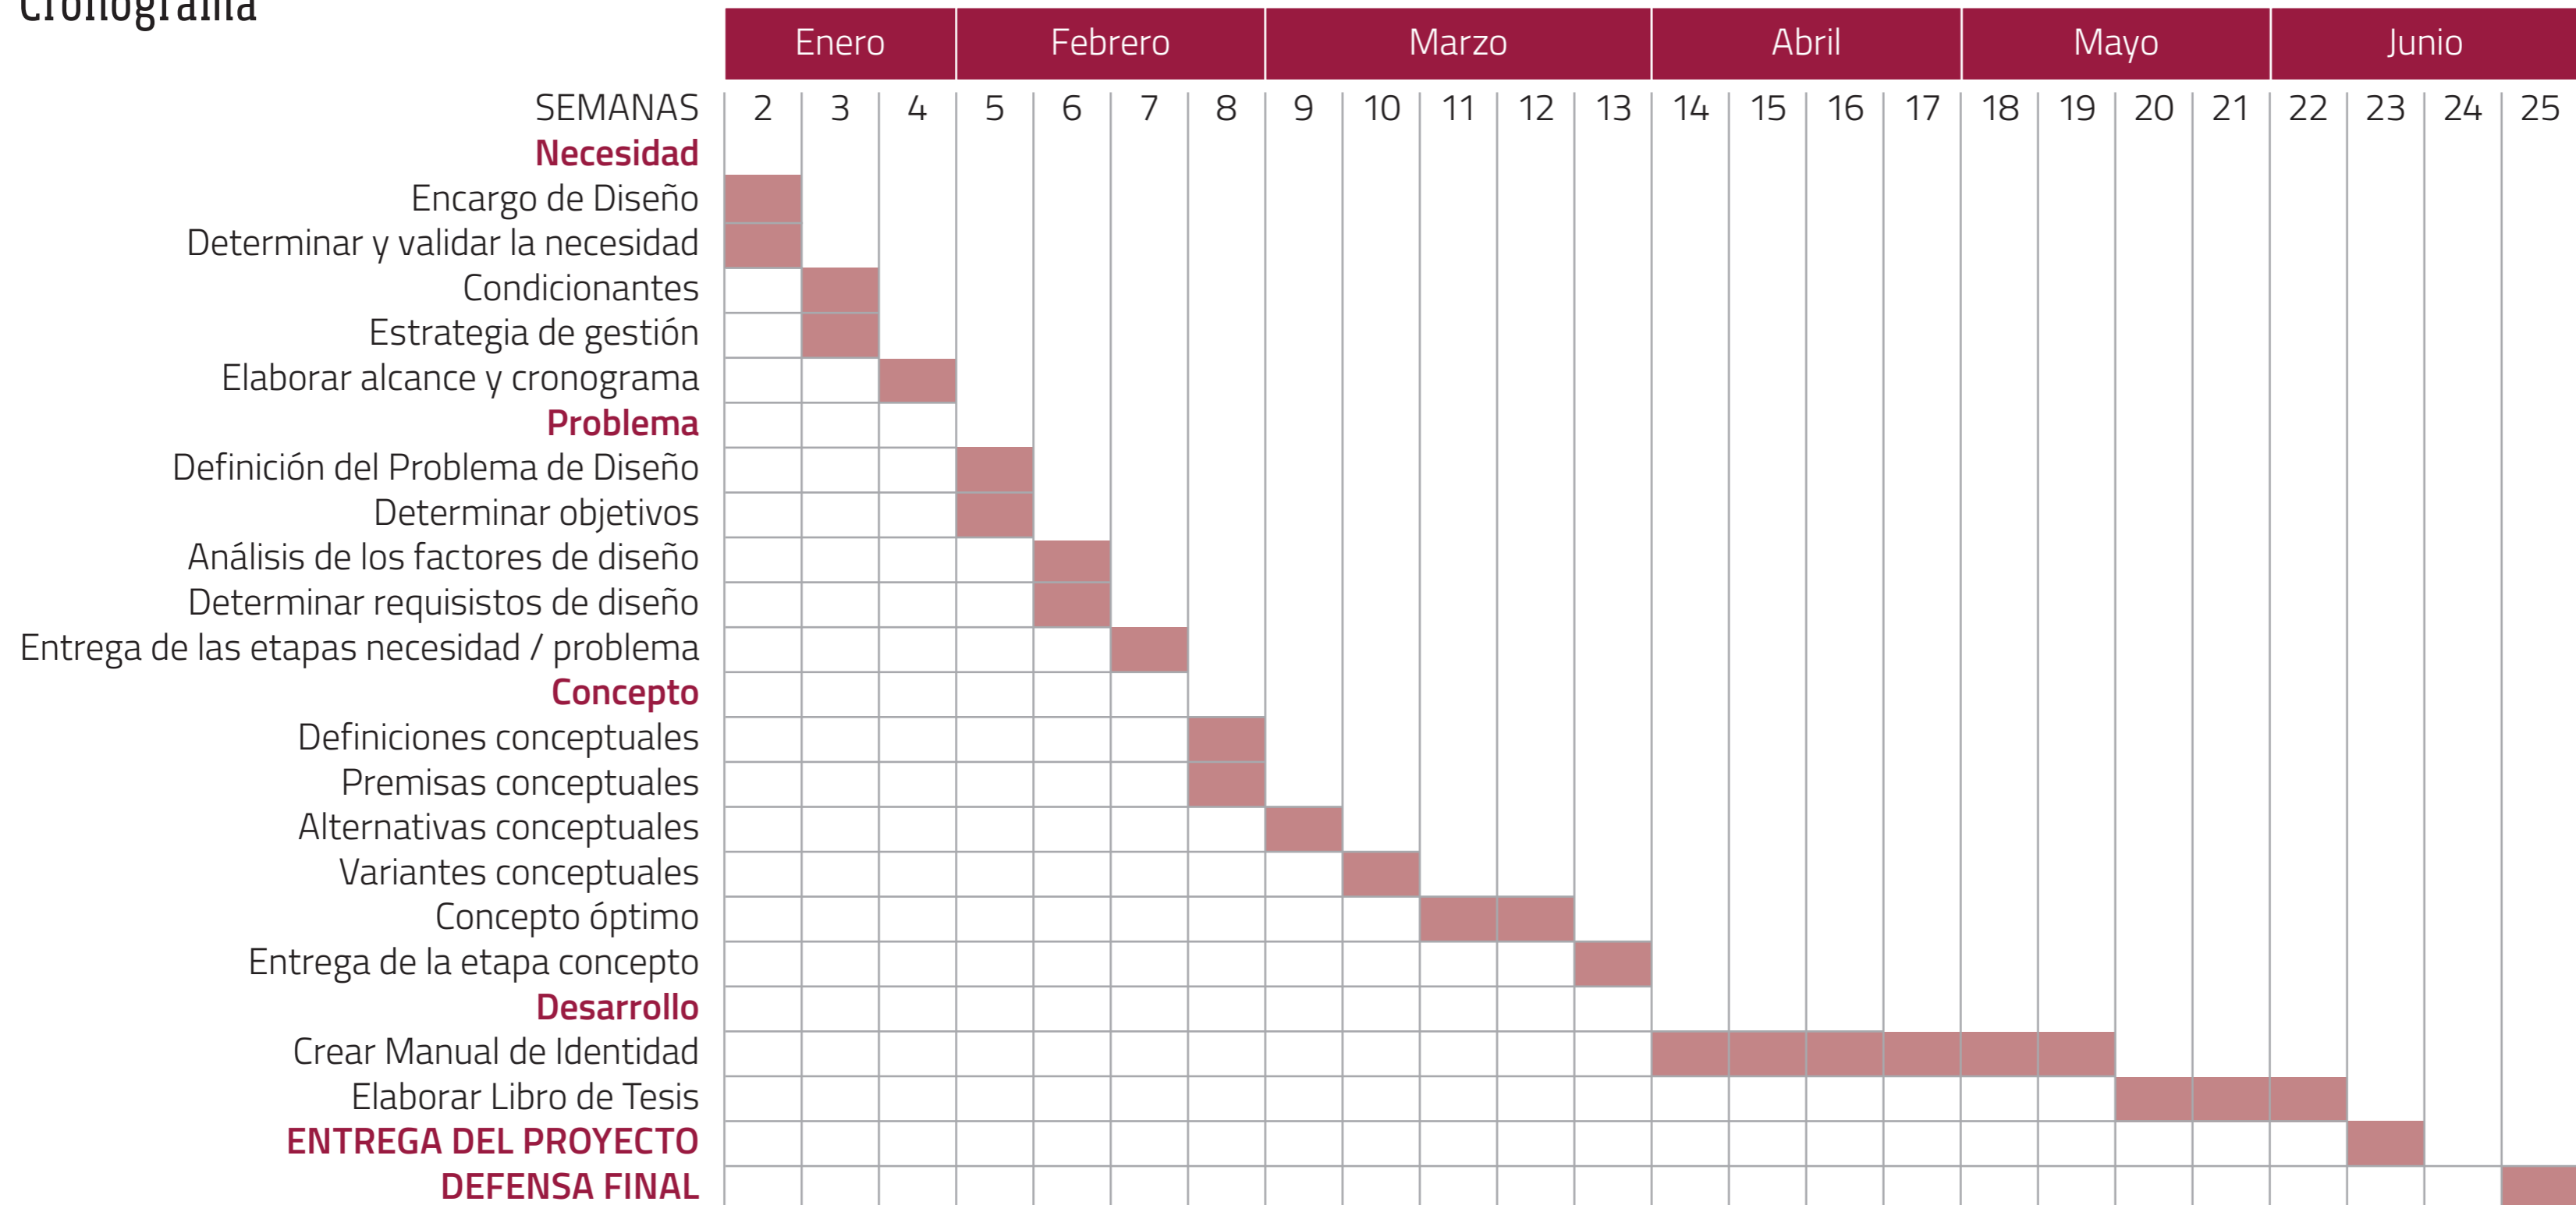 Cronograma
Enero Febrero Marzo Abril Mayo Junio
SEMANAS 2 3 4 5 6 7 8 9 10 11 12 13 14 15 16 17 18 19 20 21 22 23 24 25
Necesidad
Encargo de Diseño
Determinar y validar la necesidad
Condicionantes
Estrategia de gestión
Elaborar alcance y cronograma
Problema
Definición del Problema de Diseño
Determinar objetivos
Análisis de los factores de diseño
Determinar requisistos de diseño
Entrega de las etapas necesidad / problema
Concepto
Definiciones conceptuales
Premisas conceptuales
Alternativas conceptuales
Variantes conceptuales
Concepto óptimo
Entrega de la etapa concepto
Desarrollo
Crear Manual de Identidad
Elaborar Libro de Tesis
ENTREGA DEL PROYECTO
DEFENSA FINAL